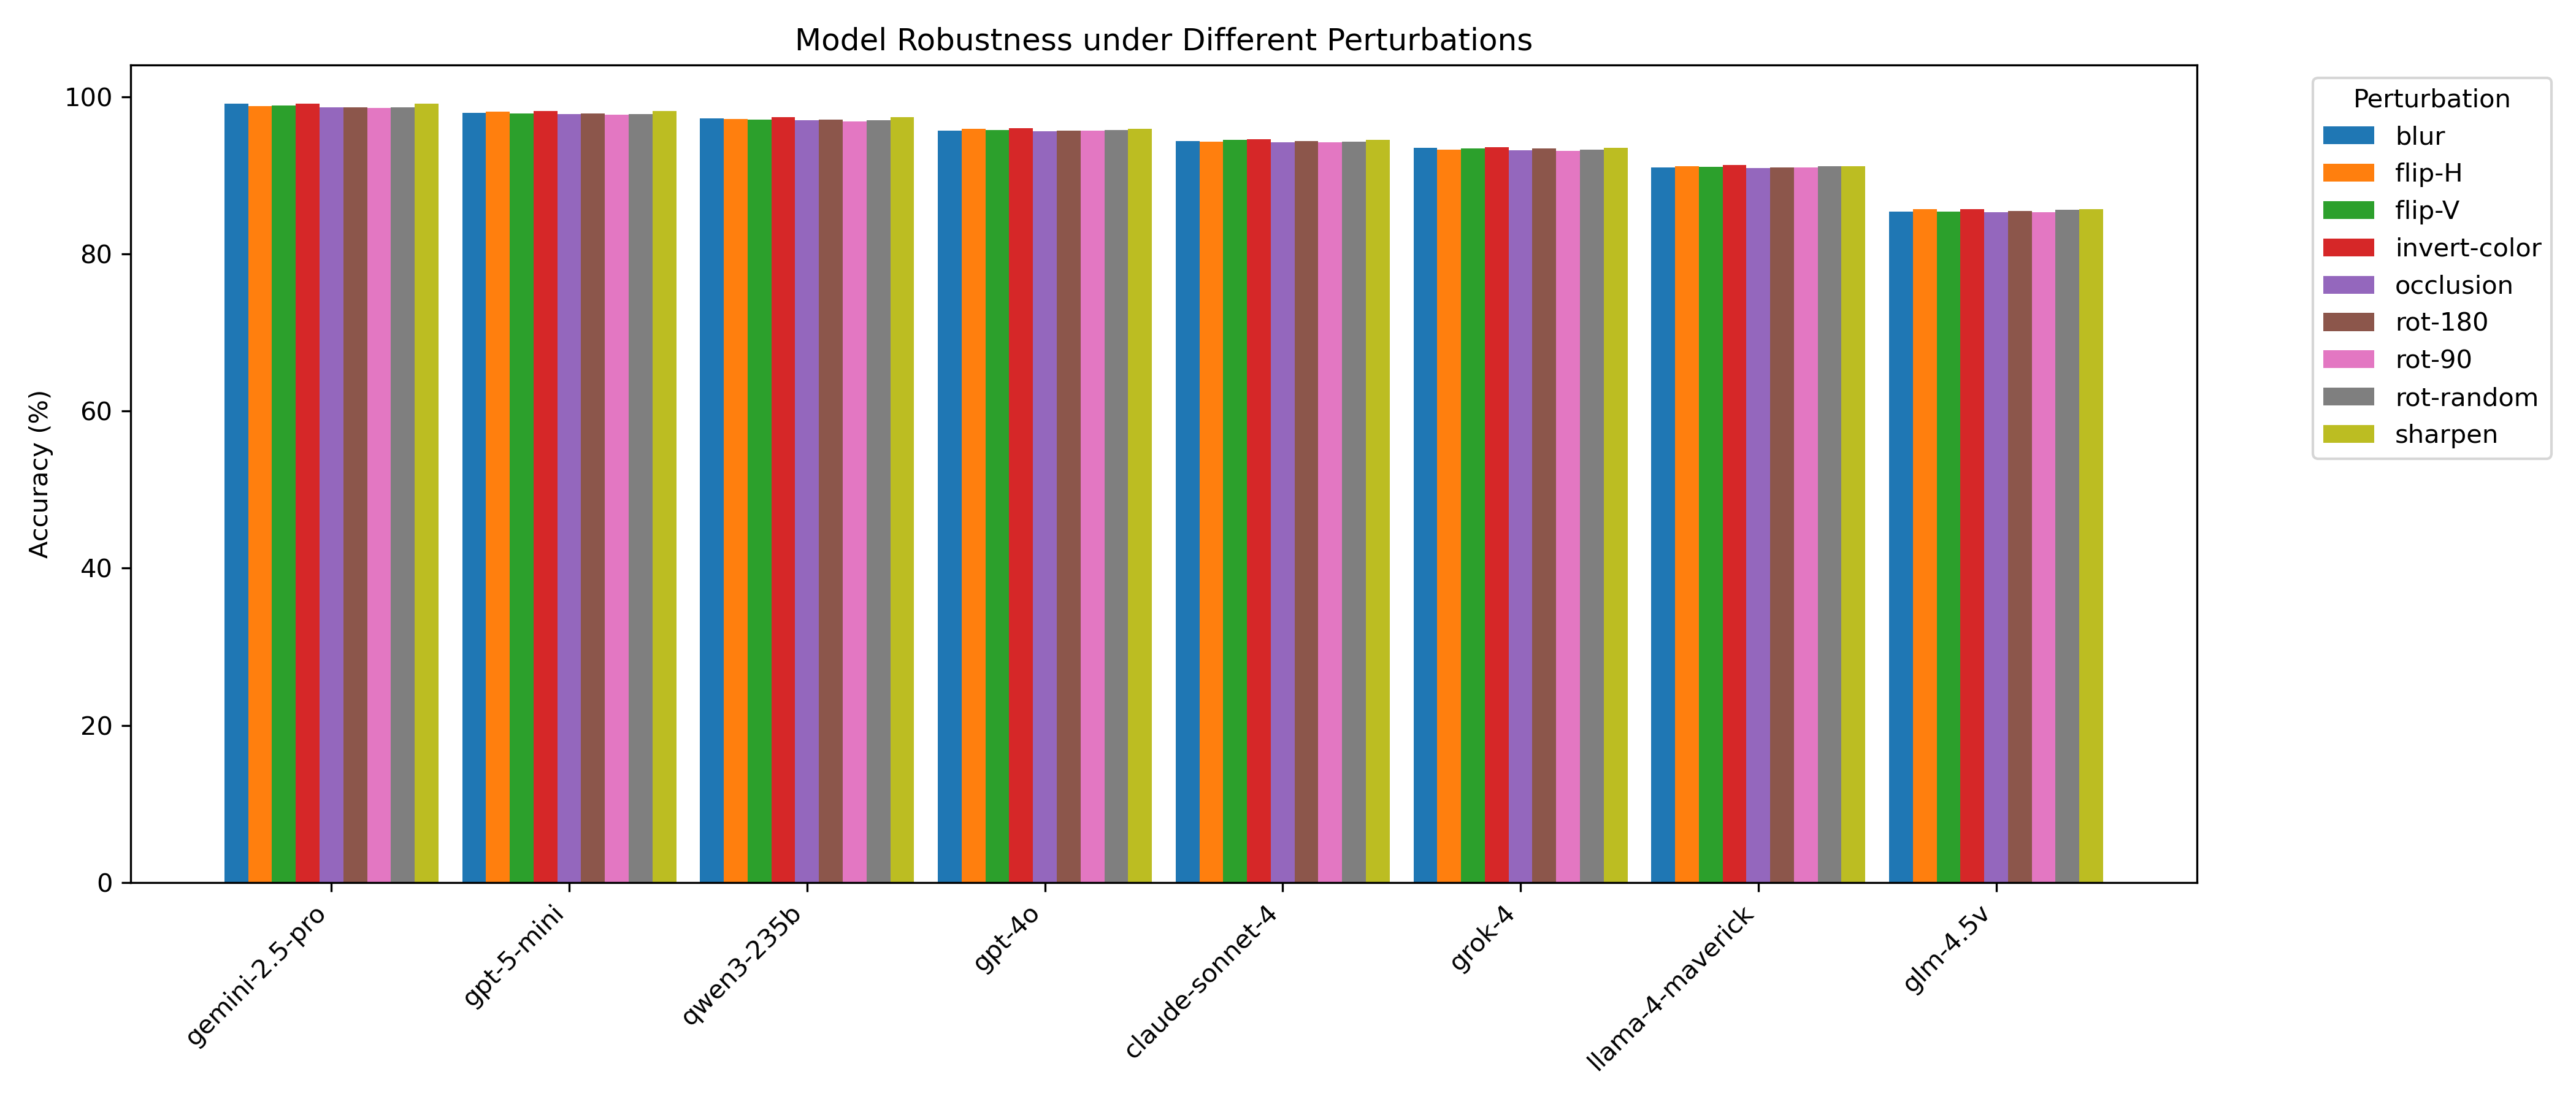 Model Robustness under Different Perturbations
Accuracy (%)
100
80
60
40
20
0
gemini-2.5-pro
gpt-5-mini
qwen3-235b
gpt-4o
claude-sonnet-4
grok-4
llama-4-maverick
glm-4.5v
Perturbation
blur
flip-H
flip-V
invert-color
occlusion
rot-180
rot-90
rot-random
sharpen